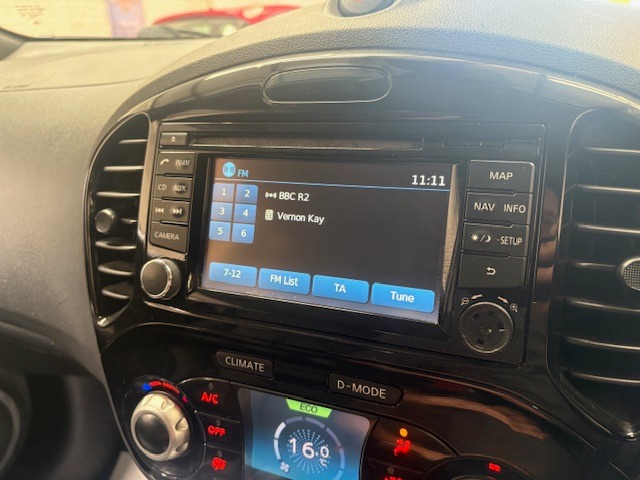 FM
11:11
1 2
3 4
5 6
BBC R2
Vernon Kay
7-12
FM List
TA
Tune
CD
AUX
CAMERA
MAP
NAV
INFO
SETUP
CLIMATE
D-MODE
A/C
OFF
ECO
16.0
°C